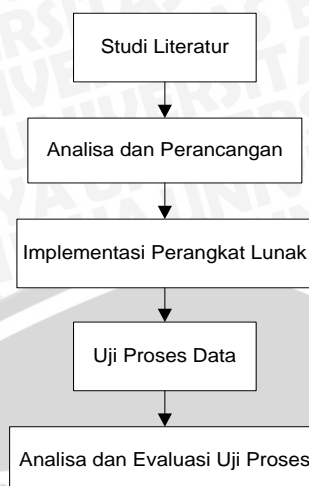 Studi Literatur
Analisa dan Perancangan
Implementasi Perangkat Lunak
Uji Proses Data
Analisa dan Evaluasi Uji Proses